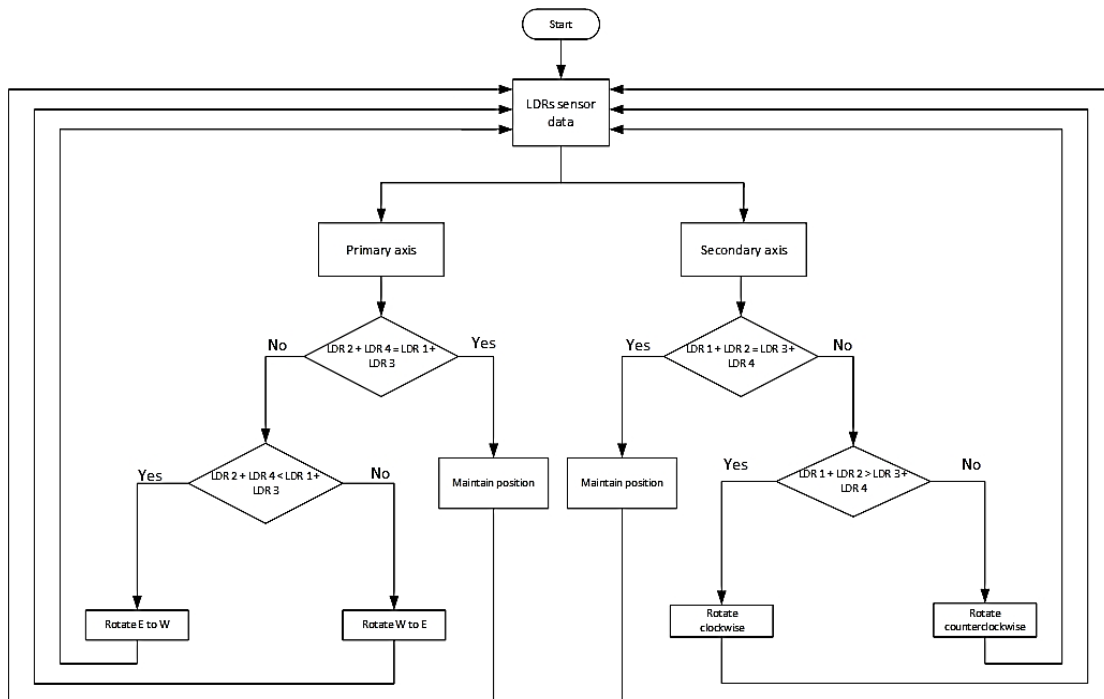 Start
LDRs sensor
data
Primary axis
Secondary axis
No
LDR 2 + LDR 4 = LDR 1 +
LDR 3
Yes
Yes
LDR 1 + LDR 2 = LDR 3 +
LDR 4
No
Yes
LDR 2 + LDR 4 < LDR 1 +
LDR 3
No
Maintain position
Maintain position
Yes
LDR 1 + LDR 2 > LDR 3 +
LDR 4
No
Rotate E to W
Rotate W to E
Rotate
clockwise
Rotate
counterclockwise